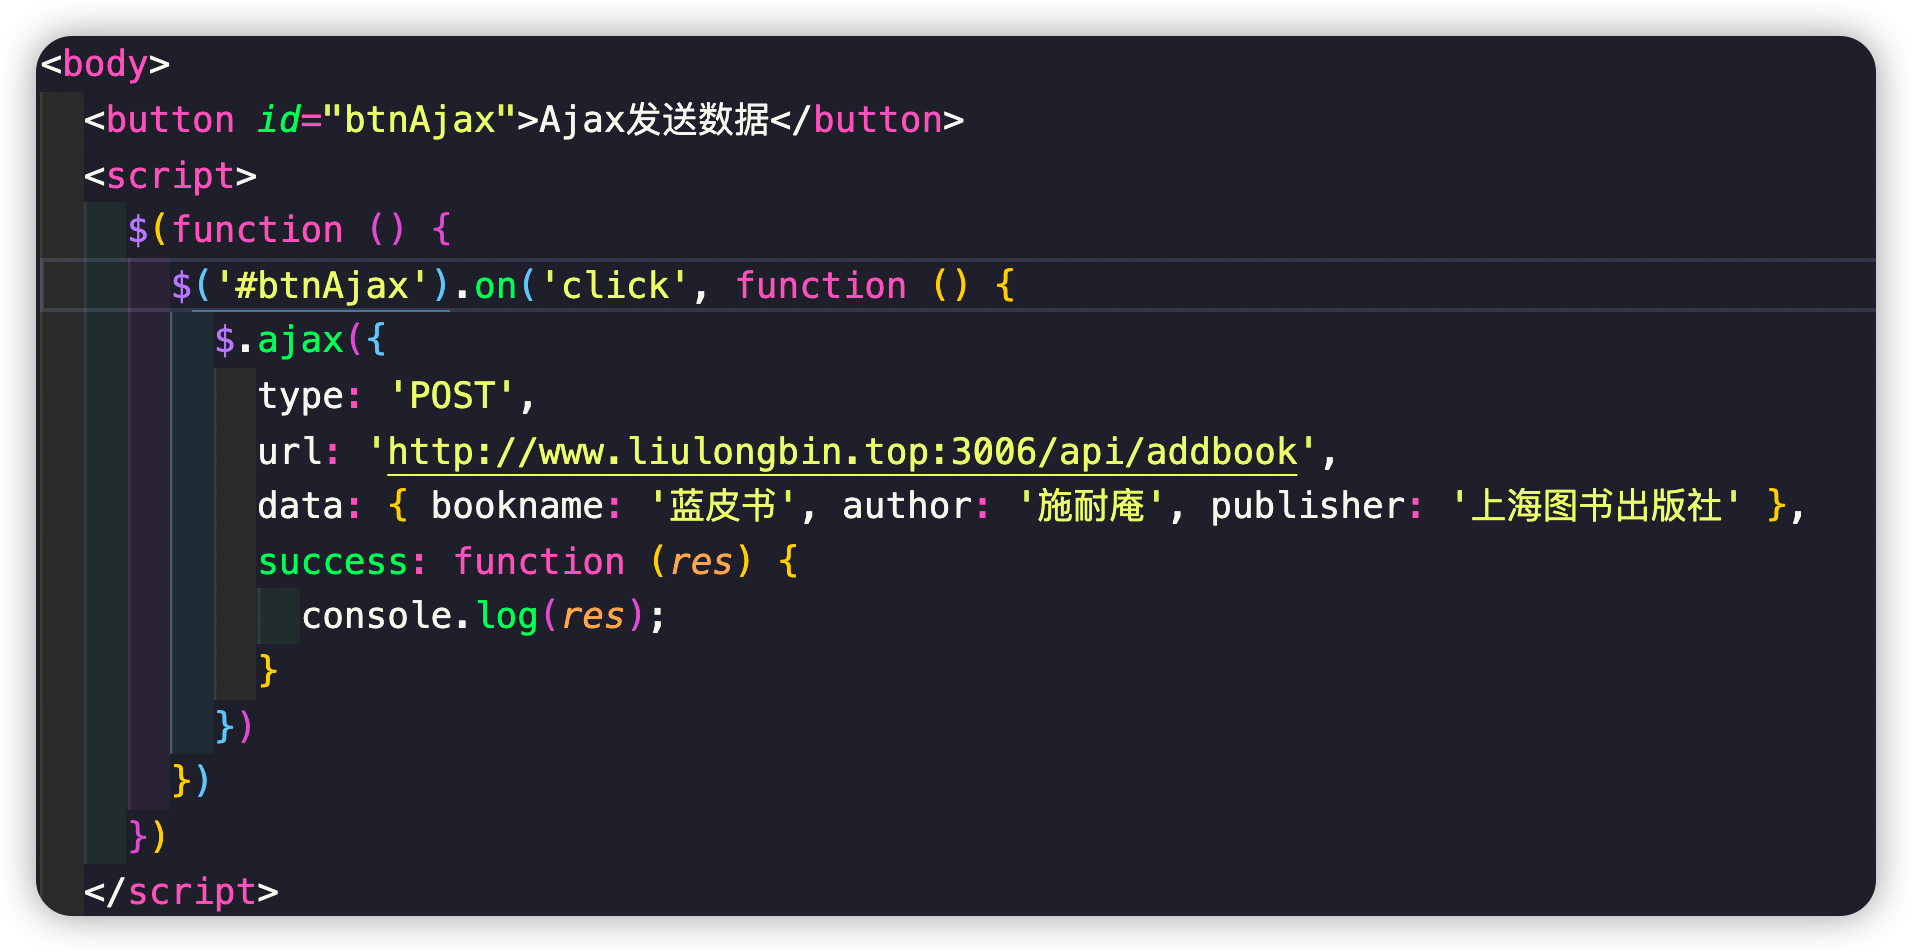 <body>
<button id="btnAjax">Ajax发送数据</button>
<script>
$(function () {
$('#btnAjax').on('click', function () {
$.ajax({
type: 'POST',
url: 'http://www.liulongbin.top:3006/api/addbook',
data: { bookname: '蓝皮书', author: '施耐庵', publisher: '上海图书出版社' },
success: function (res) {
console.log(res);
}
})
})
})
</script>